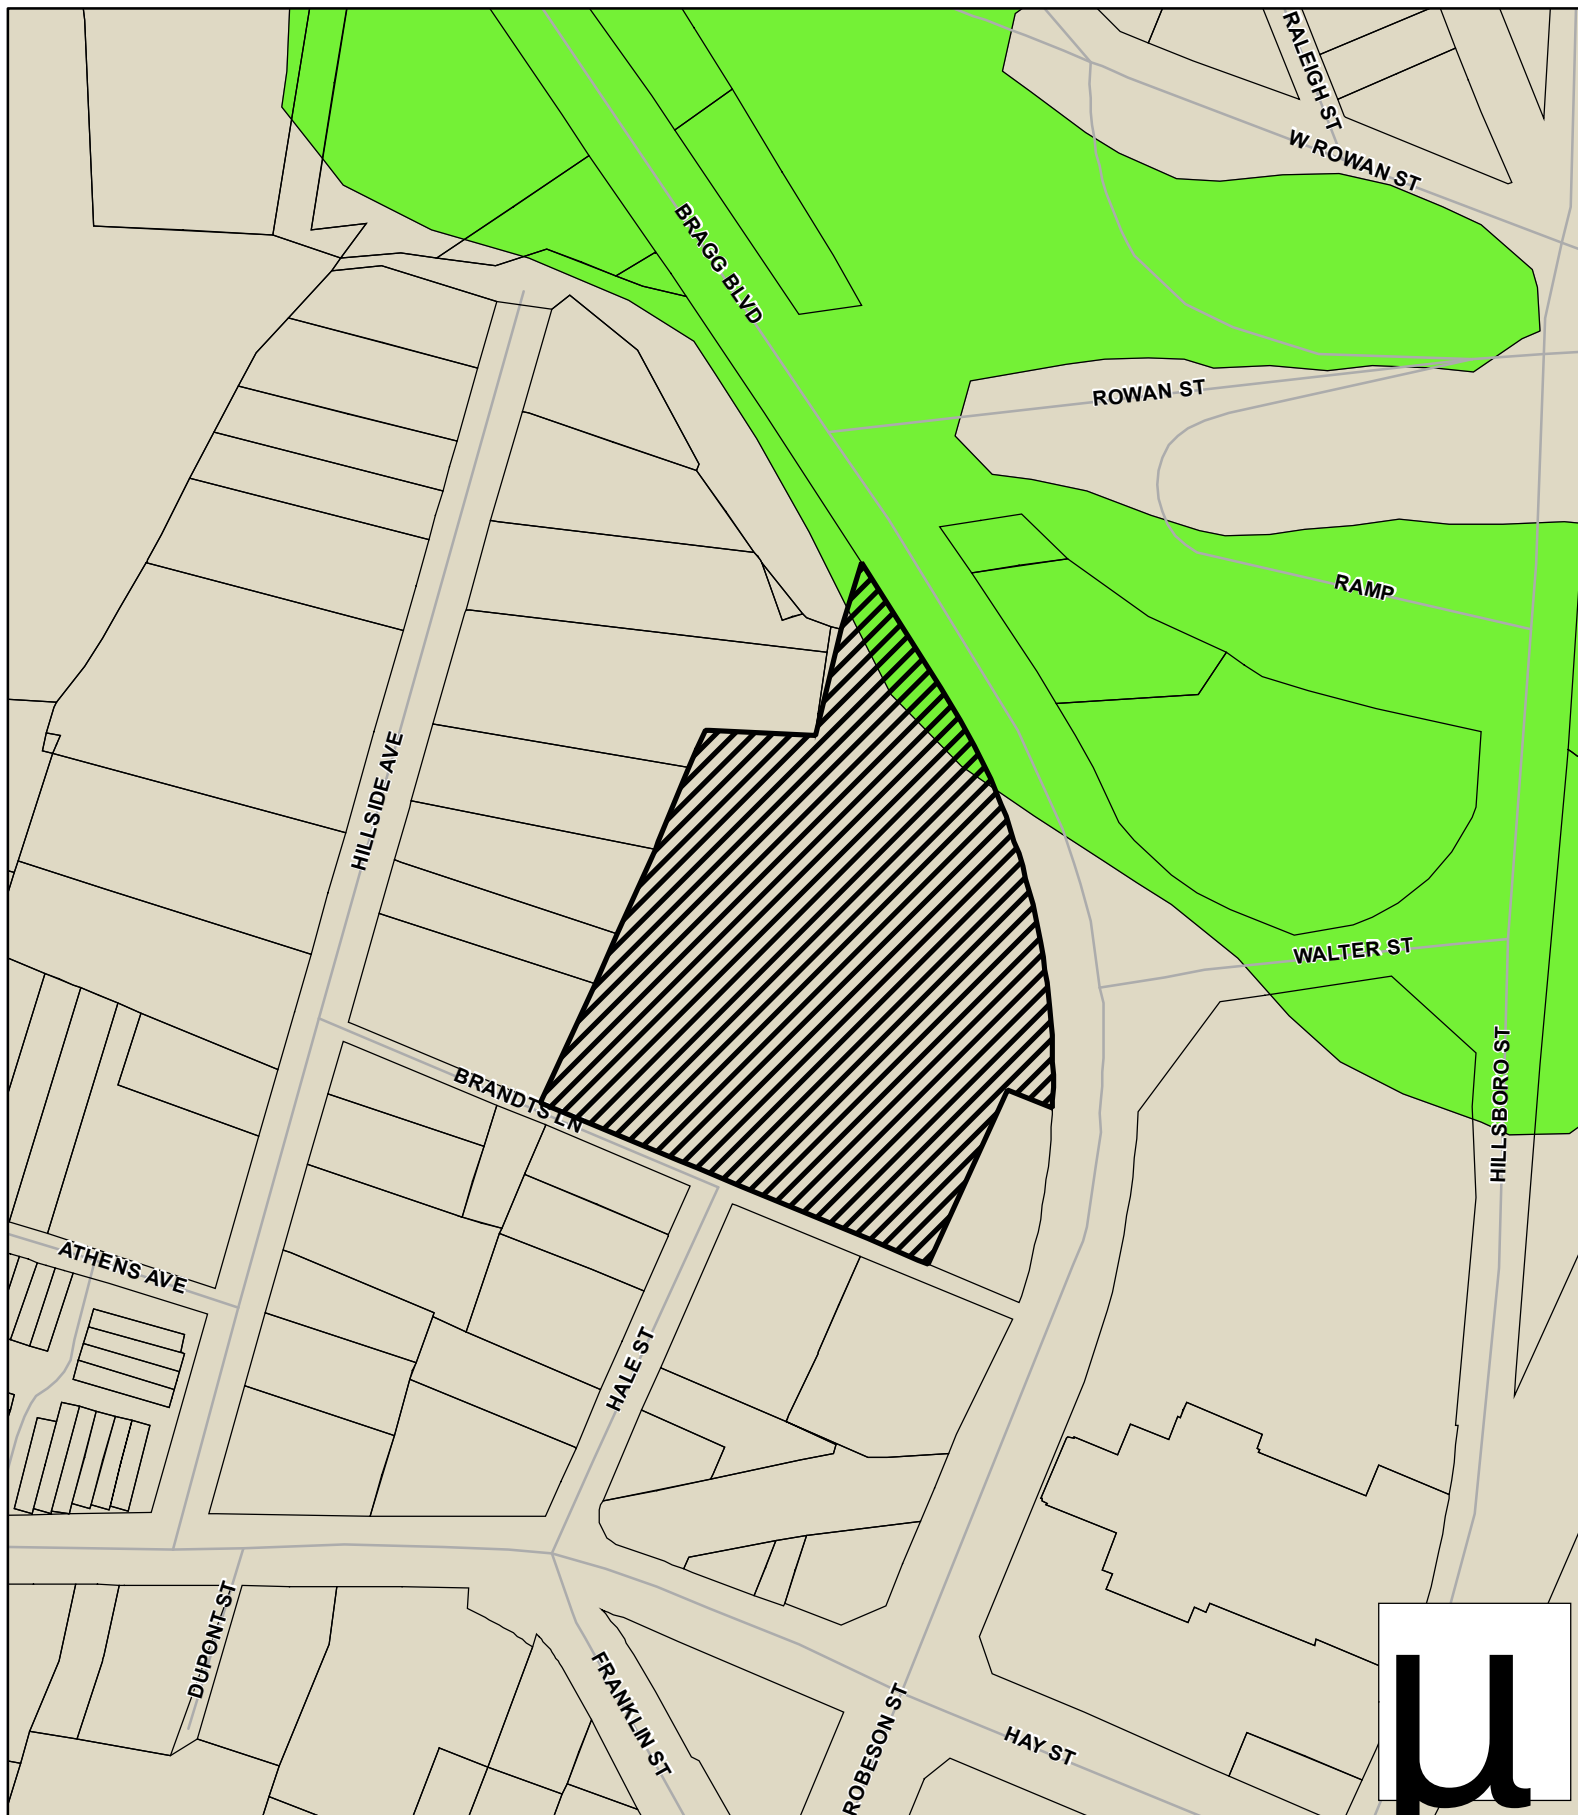 RALEIGH ST
W ROWAN ST
BRAGG BLVD
ROWAN ST
RAMP
HILLSIDE AVE
WALTER ST
HILLSBORO ST
BRANDTS LN
ATHENS AVE
HALE ST
DUPONT ST
FRANKLIN ST
ROBESON ST
HAY ST
µ